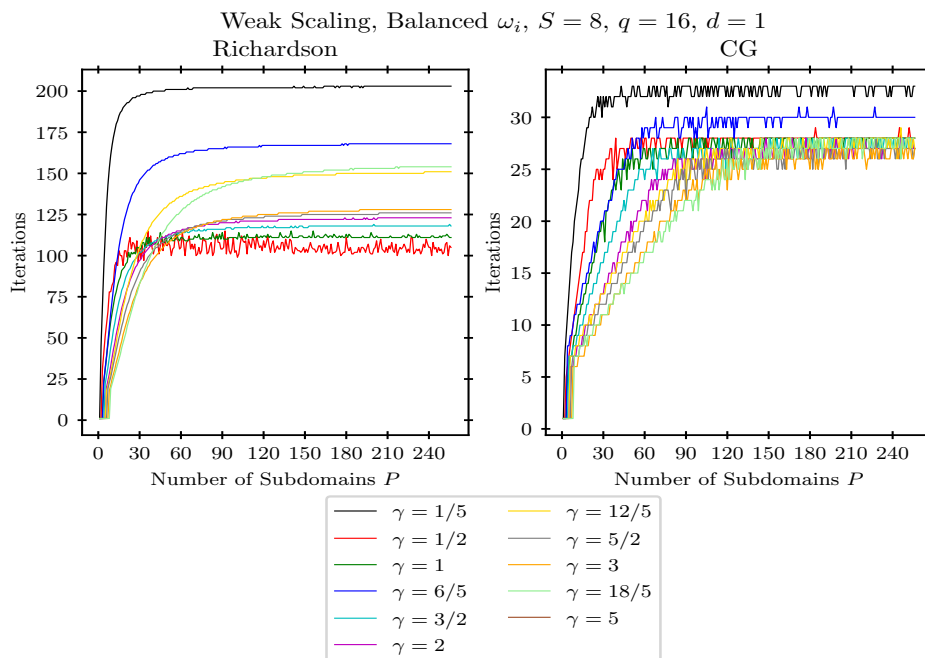 Weak Scaling, Balanced ω_i, S = 8, q = 16, d = 1
Richardson
CG
Iterations
200
175
150
125
100
75
50
25
0
0 30 60 90 120 150 180 210 240
Number of Subdomains P
Iterations
30
25
20
15
10
5
0
0 30 60 90 120 150 180 210 240
Number of Subdomains P
γ = 1/5
γ = 1/2
γ = 1
γ = 6/5
γ = 3/2
γ = 2
γ = 12/5
γ = 5/2
γ = 3
γ = 18/5
γ = 5